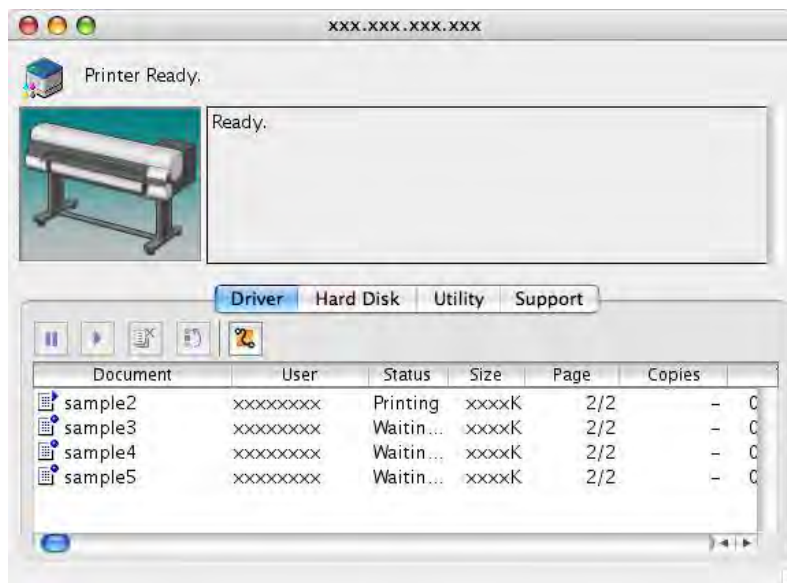 xxx.xxx.xxx.xxx
Printer Ready.
Ready.
Driver Hard Disk Utility Support
Document User Status Size Page Copies
sample2 xxxxxxxx Printing xxxxK 2/2 –
sample3 xxxxxxxx Waitin... xxxxK 2/2 –
sample4 xxxxxxxx Waitin... xxxxK 2/2 –
sample5 xxxxxxxx Waitin... xxxxK 2/2 –